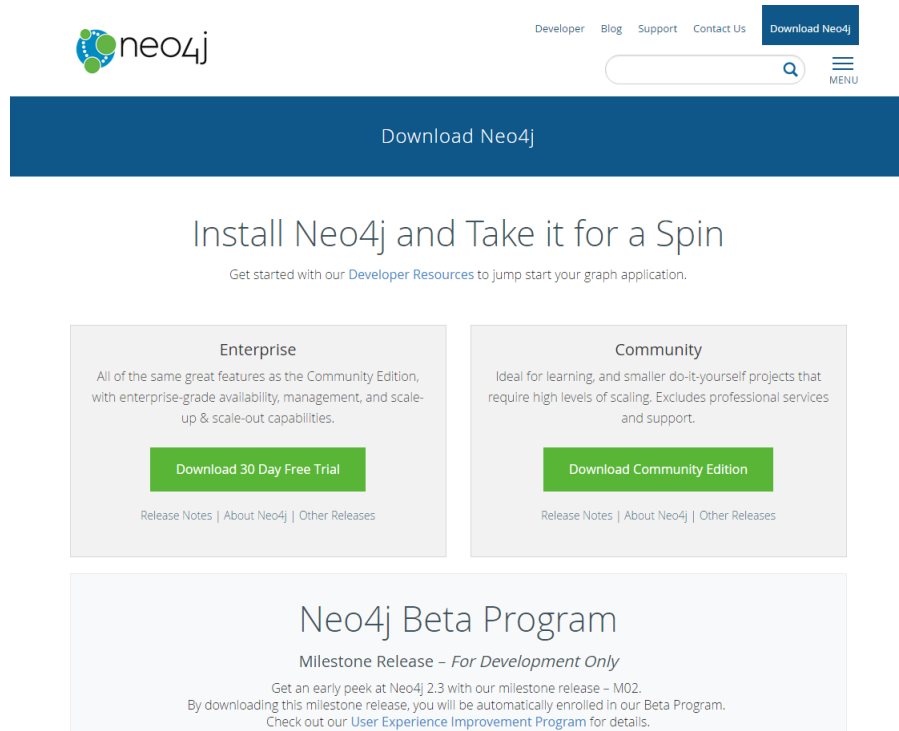 Developer Blog Support Contact Us Download Neo4j
neo4j
MENU
Download Neo4j
Install Neo4j and Take it for a Spin
Get started with our Developer Resources to jump start your graph application.
Enterprise
All of the same great features as the Community Edition,
with enterprise-grade availability, management, and scale-
up & scale-out capabilities.
Download 30 Day Free Trial
Release Notes | About Neo4j | Other Releases
Community
Ideal for learning, and smaller do-it-yourself projects that
require high levels of scaling. Excludes professional services
and support.
Download Community Edition
Release Notes | About Neo4j | Other Releases
Neo4j Beta Program
Milestone Release – For Development Only
Get an early peek at Neo4j 2.3 with our milestone release – M02.
By downloading this milestone release, you will be automatically enrolled in our Beta Program.
Check out our User Experience Improvement Program for details.